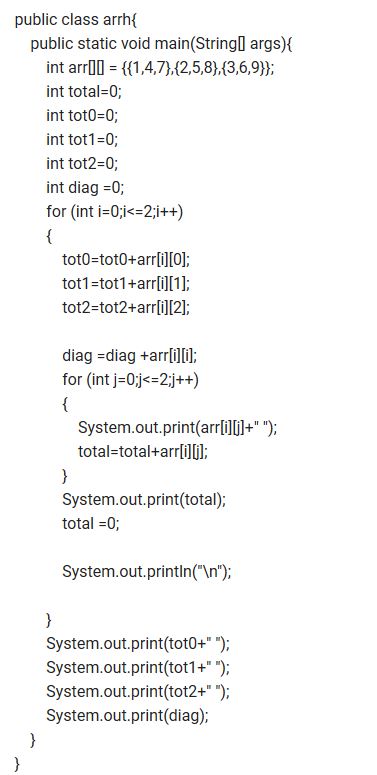 public class arrh{
public static void main(String[] args){
int arr[][] = {{1,4,7},{2,5,8},{3,6,9}};
int total=0;
int tot0=0;
int tot1=0;
int tot2=0;
int diag =0;
for (int i=0;i<=2;i++)
{
tot0=tot0+arr[i][0];
tot1=tot1+arr[i][1];
tot2=tot2+arr[i][2];
diag =diag +arr[i][i];
for (int j=0;j<=2;j++)
{
System.out.print(arr[i][j]+" ");
total=total+arr[i][j];
}
System.out.print(total);
total =0;
System.out.println("\n");
}
System.out.print(tot0+" ");
System.out.print(tot1+" ");
System.out.print(tot2+" ");
System.out.print(diag);
}
}